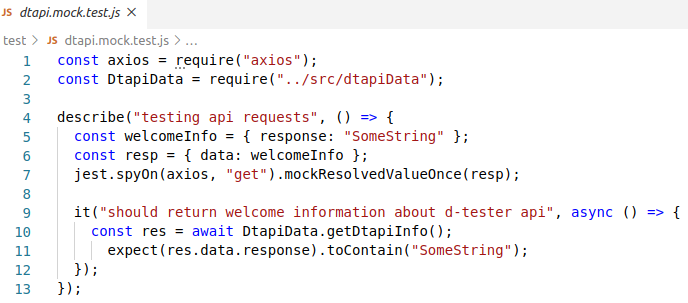 JS dtapi.mock.test.js ×
test > JS dtapi.mock.test.js > ...
1 const axios = require("axios");
2 const DtapiData = require("../src/dtapiData");
3
4 describe("testing api requests", () => {
5   const welcomeInfo = { response: "SomeString" };
6   const resp = { data: welcomeInfo };
7   jest.spyOn(axios, "get").mockResolvedValueOnce(resp);
8
9   it("should return welcome information about d-tester api", async () => {
10     const res = await DtapiData.getDtapiInfo();
11       expect(res.data.response).toContain("SomeString");
12   });
13 });